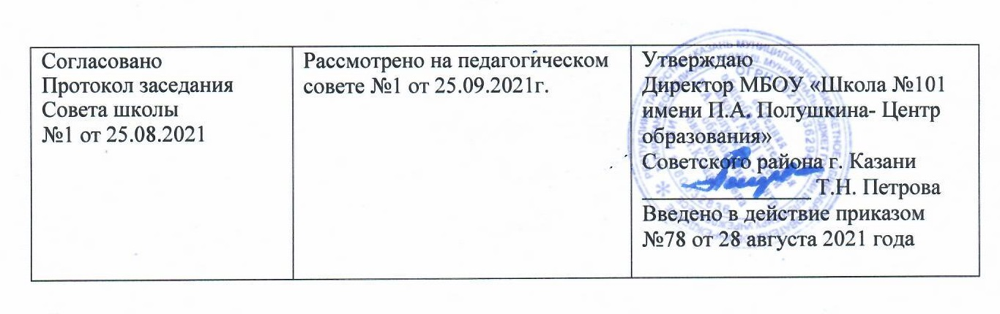 Согласовано
Протокол заседания
Совета школы
№1 от 25.08.2021
Рассмотрено на педагогическом
совете №1 от 25.09.2021г.
Утверждаю
Директор МБОУ «Школа №101
имени П.А. Полушкина- Центр
образования»
Советского района г. Казани
Т.Н. Петрова
Введено в действие приказом
№78 от 28 августа 2021 года